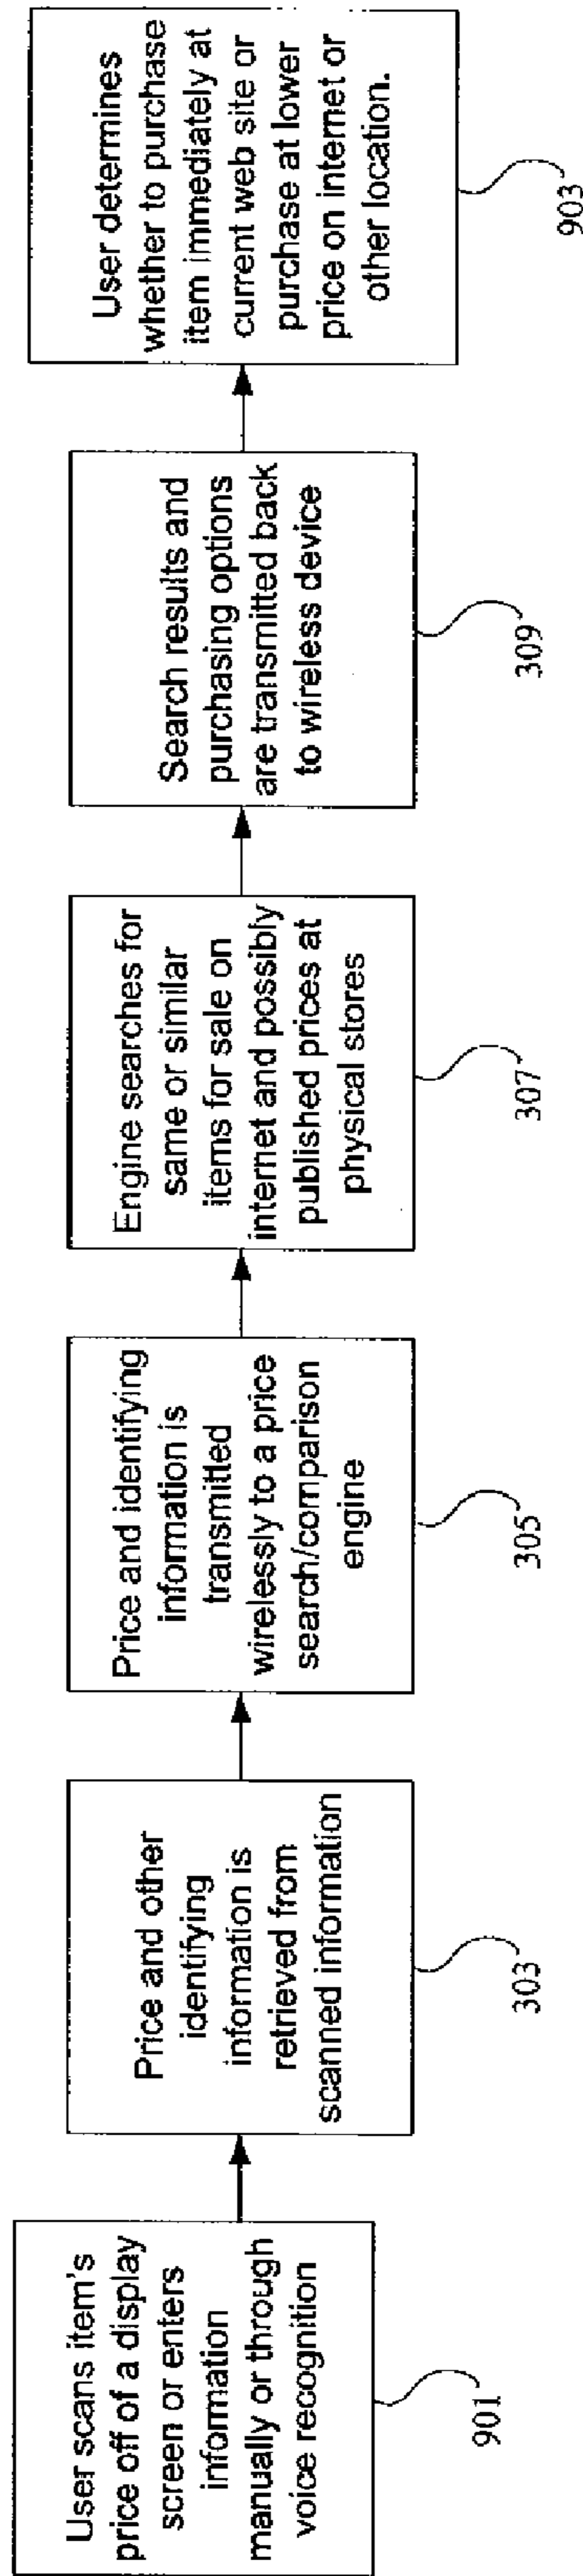 User scans item's
price off of a display
screen or enters
information
manually or through
voice recognition
901
Price and other
identifying
information is
retrieved from
scanned information
303
Price and identifying
information is
transmitted
wirelessly to a price
search/comparison
engine
305
Engine searches for
same or similar
items for sale on
internet and possibly
published prices at
physical stores
307
Search results and
purchasing options
are transmitted back
to wireless device
309
User determines
whether to purchase
item immediately at
current web site or
purchase at lower
price on internet or
other location.
903